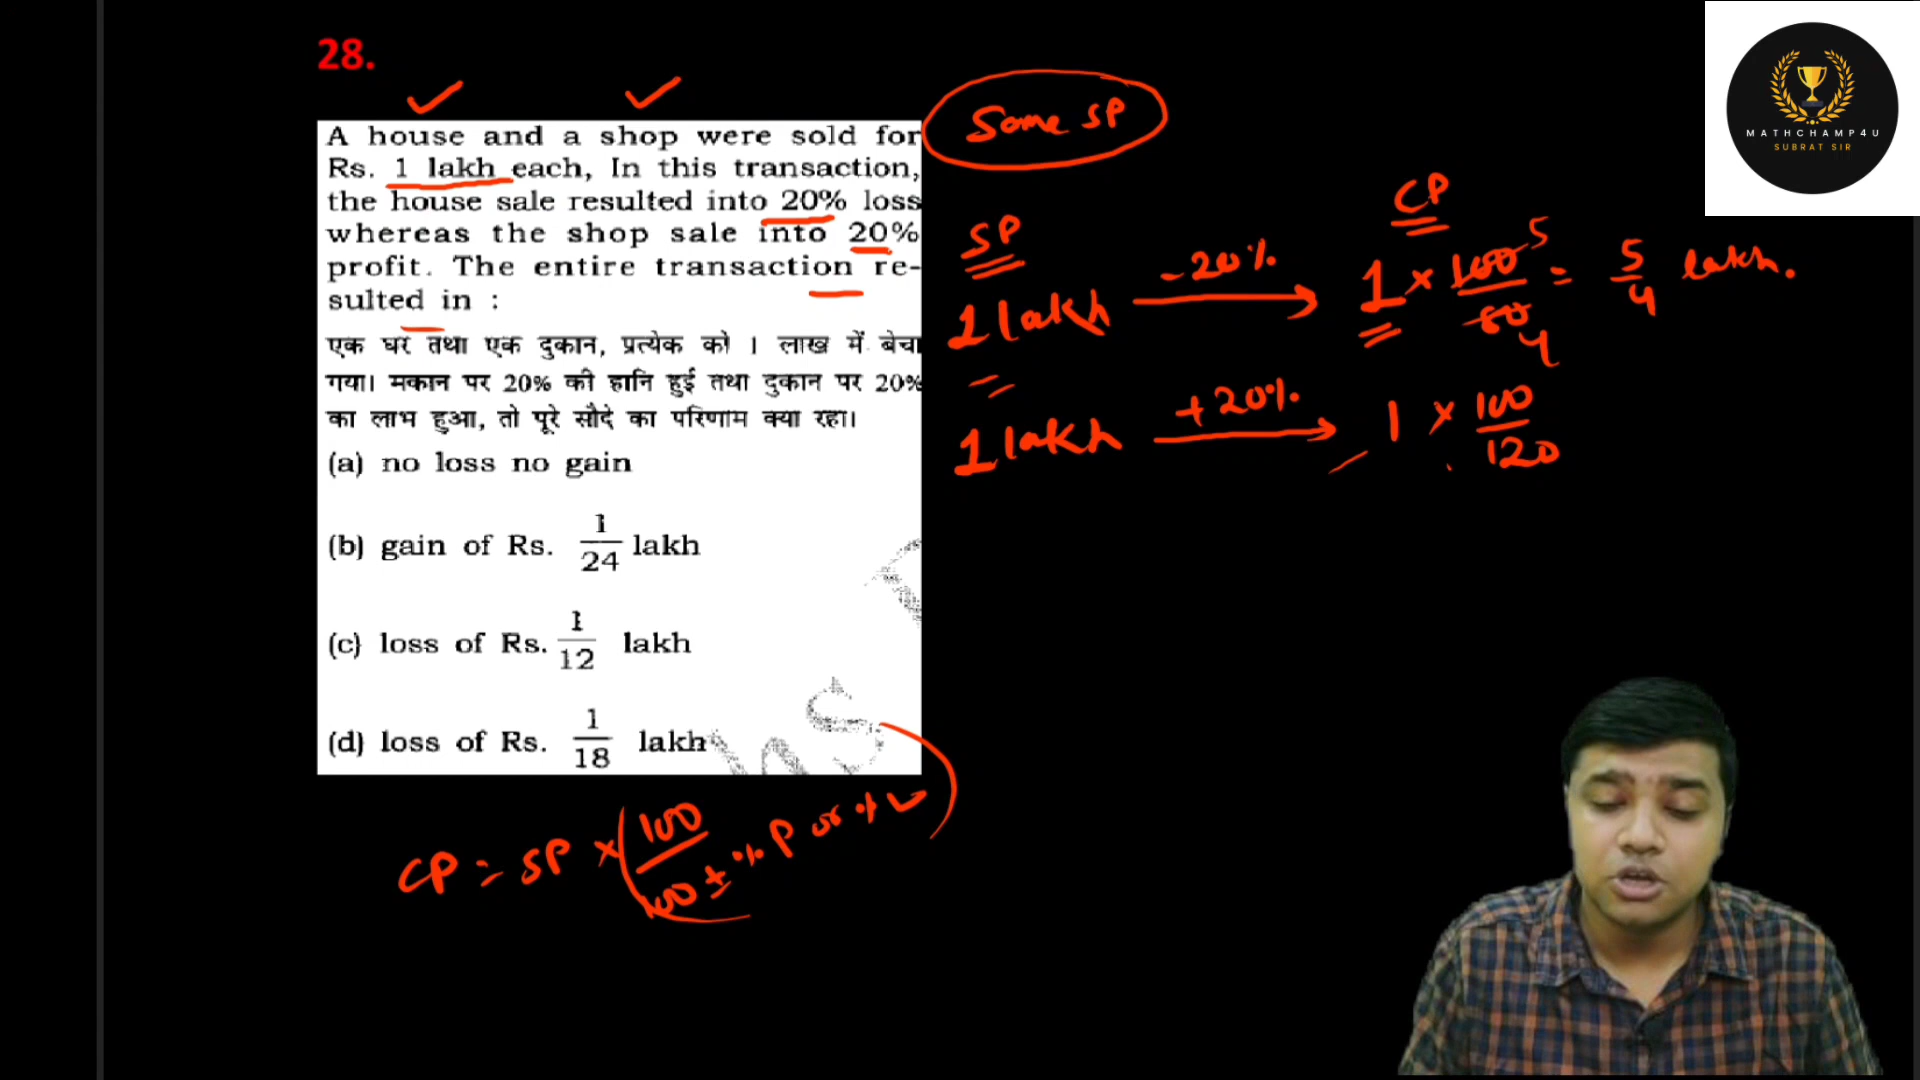 28.
A house and a shop were sold for
Rs. 1 lakh each, In this transaction,
the house sale resulted into 20% loss
whereas the shop sale into 20%
profit. The entire transaction re-
sulted in :
एक घर तथा एक दुकान, प्रत्येक को । लाख में बेचा
गया। मकान पर 20% की हानि हुई तथा दुकान पर 20%
का लाभ हुआ, तो पूरे सौदे का परिणाम क्या रहा।
(a) no loss no gain
(b) gain of Rs. 1/24 lakh
(c) loss of Rs. 1/12 lakh
(d) loss of Rs. 1/18 lakh
CP = SP × (100 / 100 ± % P or
Same SP
SP
CP
1 lakh -20% 1 × 100 5 / 80 4 = 5/4 lakh.
1 lakh +20% 1 × 100/120
MATHCHAMP4U
SUBRAT SIR